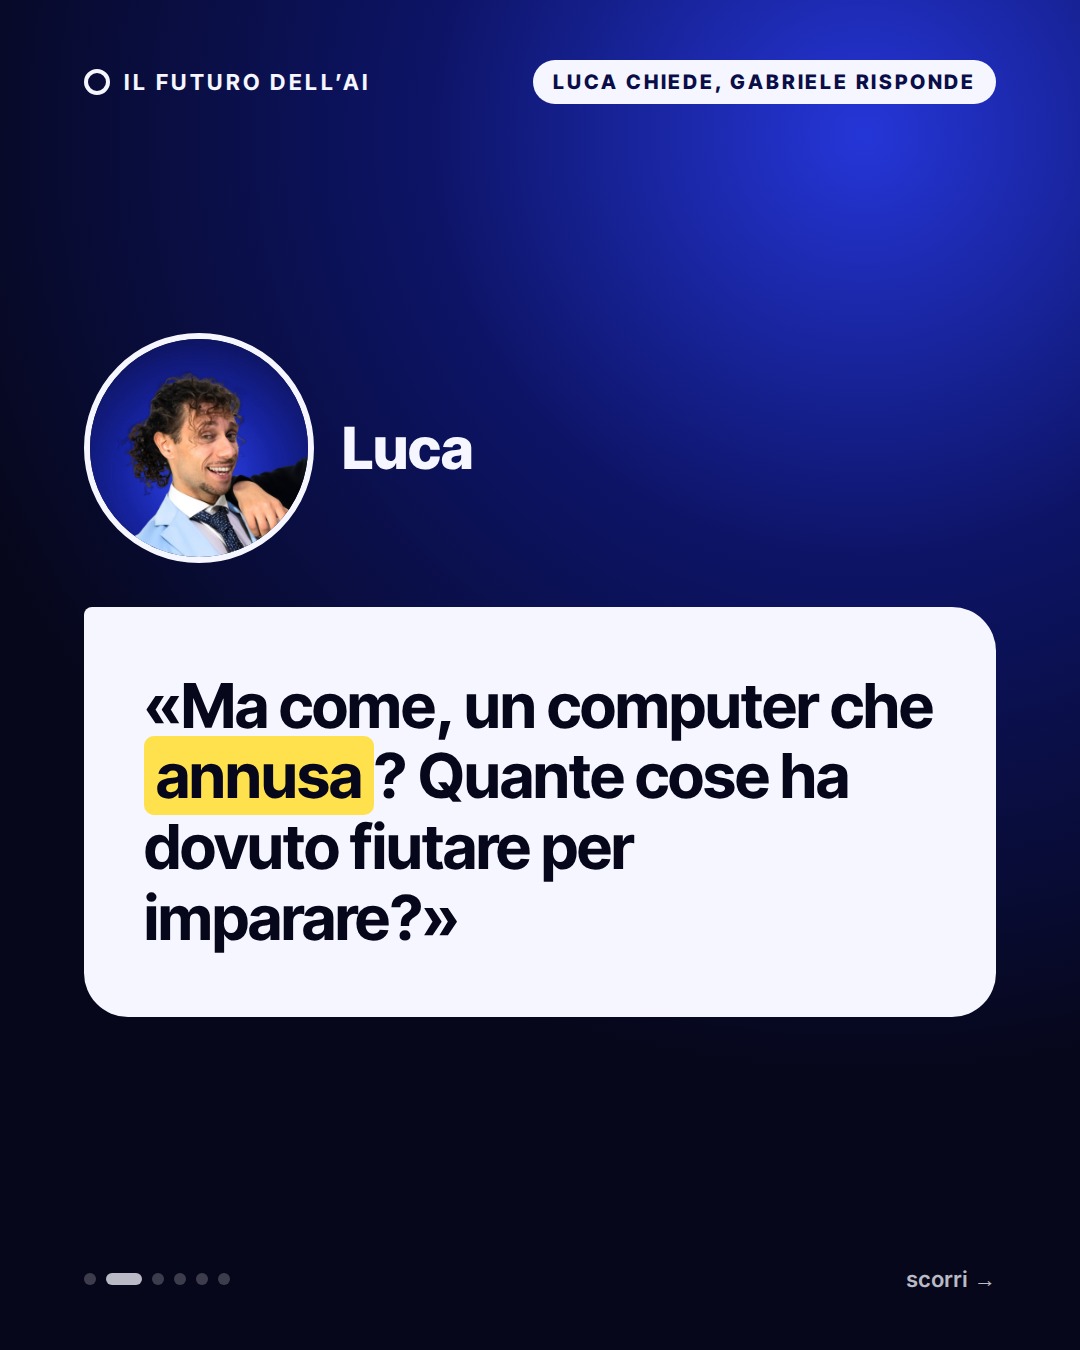 IL FUTURO DELL’AI
LUCA CHIEDE, GABRIELE RISPONDE
Luca
«Ma come, un computer che
annusa? Quante cose ha
dovuto fiutare per
imparare?»
scorri →